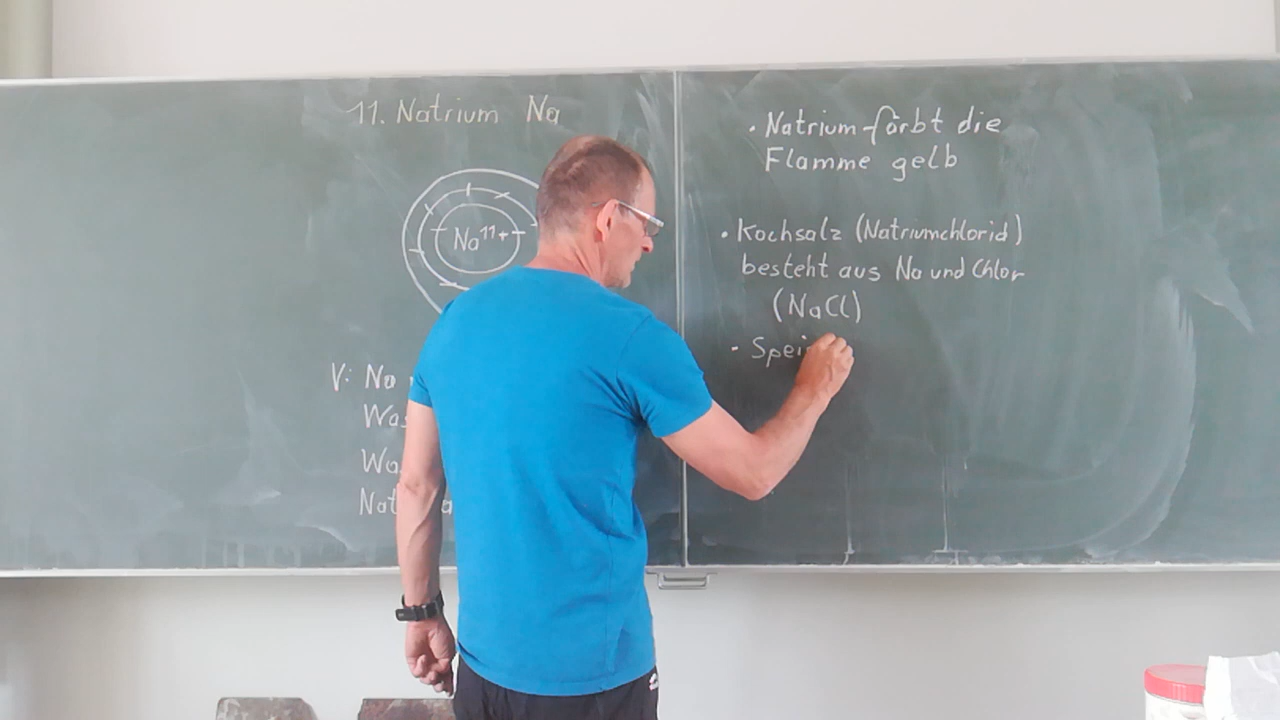 11. Natrium Na
Na 11+
V: Na
Was
Wa
Nat
• Natrium färbt die
Flamme gelb
• Kochsalz (Natriumchlorid)
besteht aus Na und Chlor
(NaCl)
- Spei